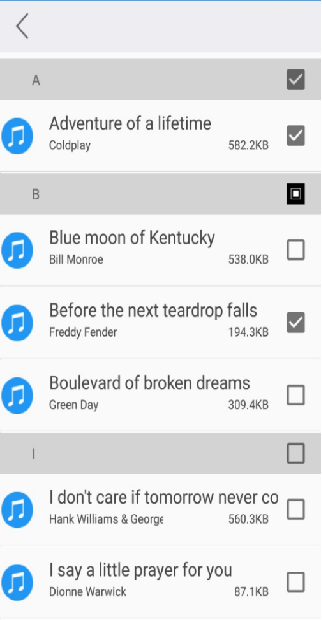 A
Adventure of a lifetime
Coldplay 582.2KB
B
Blue moon of Kentucky
Bill Monroe 538.0KB
Before the next teardrop falls
Freddy Fender 194.3KB
Boulevard of broken dreams
Green Day 309.4KB
I
I don't care if tomorrow never co
Hank Williams & George 560.3KB
I say a little prayer for you
Dionne Warwick 87.1KB